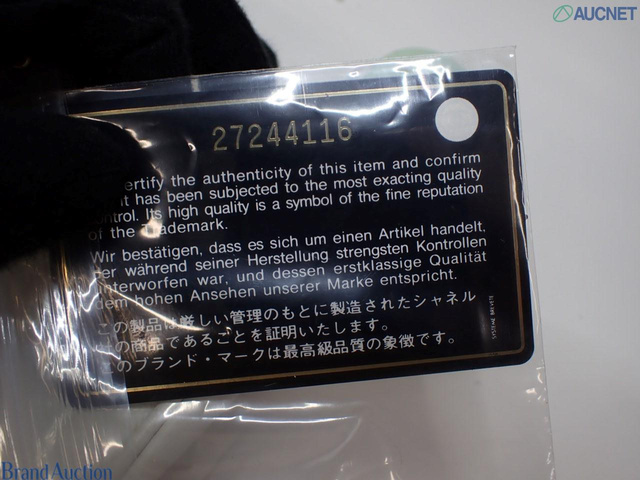 AUCNET
27244116
ertify the authenticity of this item and confirm
it has been subjected to the most exacting quality
ntrol. Its high quality is a symbol of the fine reputation
of the Trademark.
Wir bestätigen, dass es sich um einen Artikel handelt,
der während seiner Herstellung strengsten Kontrollen
unterworfen war, und dessen erstklassige Qualität
dem hohen Ansehen unserer Marke entspricht.
この製品は厳しい管理のもとに製造されたシャネル
の商品であることを証明いたします。
このブランド・マークは最高級品質の象徴です。
SYSTEME BREVETE
Brand Auction